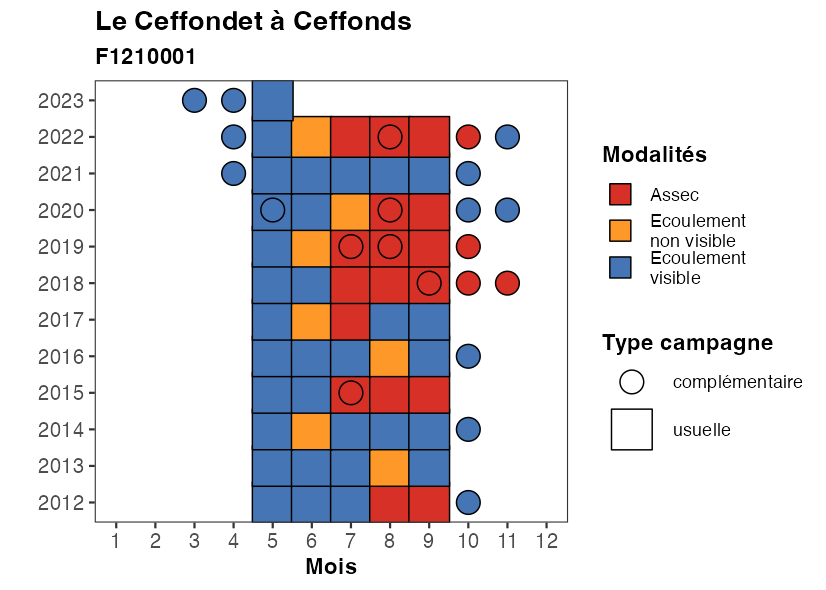 Le Ceffondet à Ceffonds
F1210001
2023
2022
2021
2020
2019
2018
2017
2016
2015
2014
2013
2012
1 2 3 4 5 6 7 8 9 10 11 12
Mois
Modalités
Assec
Ecoulement
non visible
Ecoulement
visible
Type campagne
complémentaire
usuelle